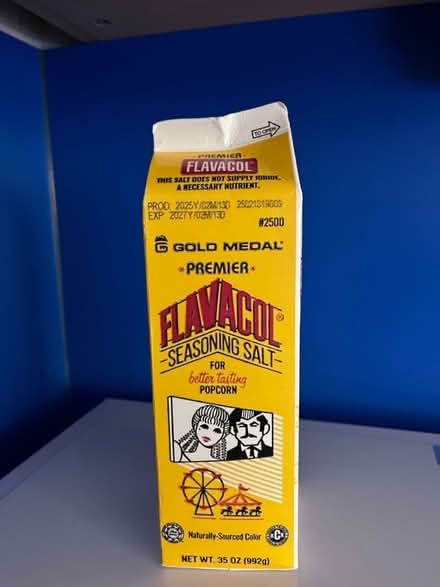 TO OPEN
PREMIER
FLAVACOL
THIS SALT DOES NOT SUPPLY IODIDE,
A NECESSARY NUTRIENT.
PROD: 2025Y/02M/13D
EXP 2027Y/02M/13D
#2500
GOLD MEDAL
•PREMIER•
FLAVACOL®
SEASONING SALT
FOR
better tasting
POPCORN
Naturally-Sourced Color
NET WT. 35 OZ (992g)